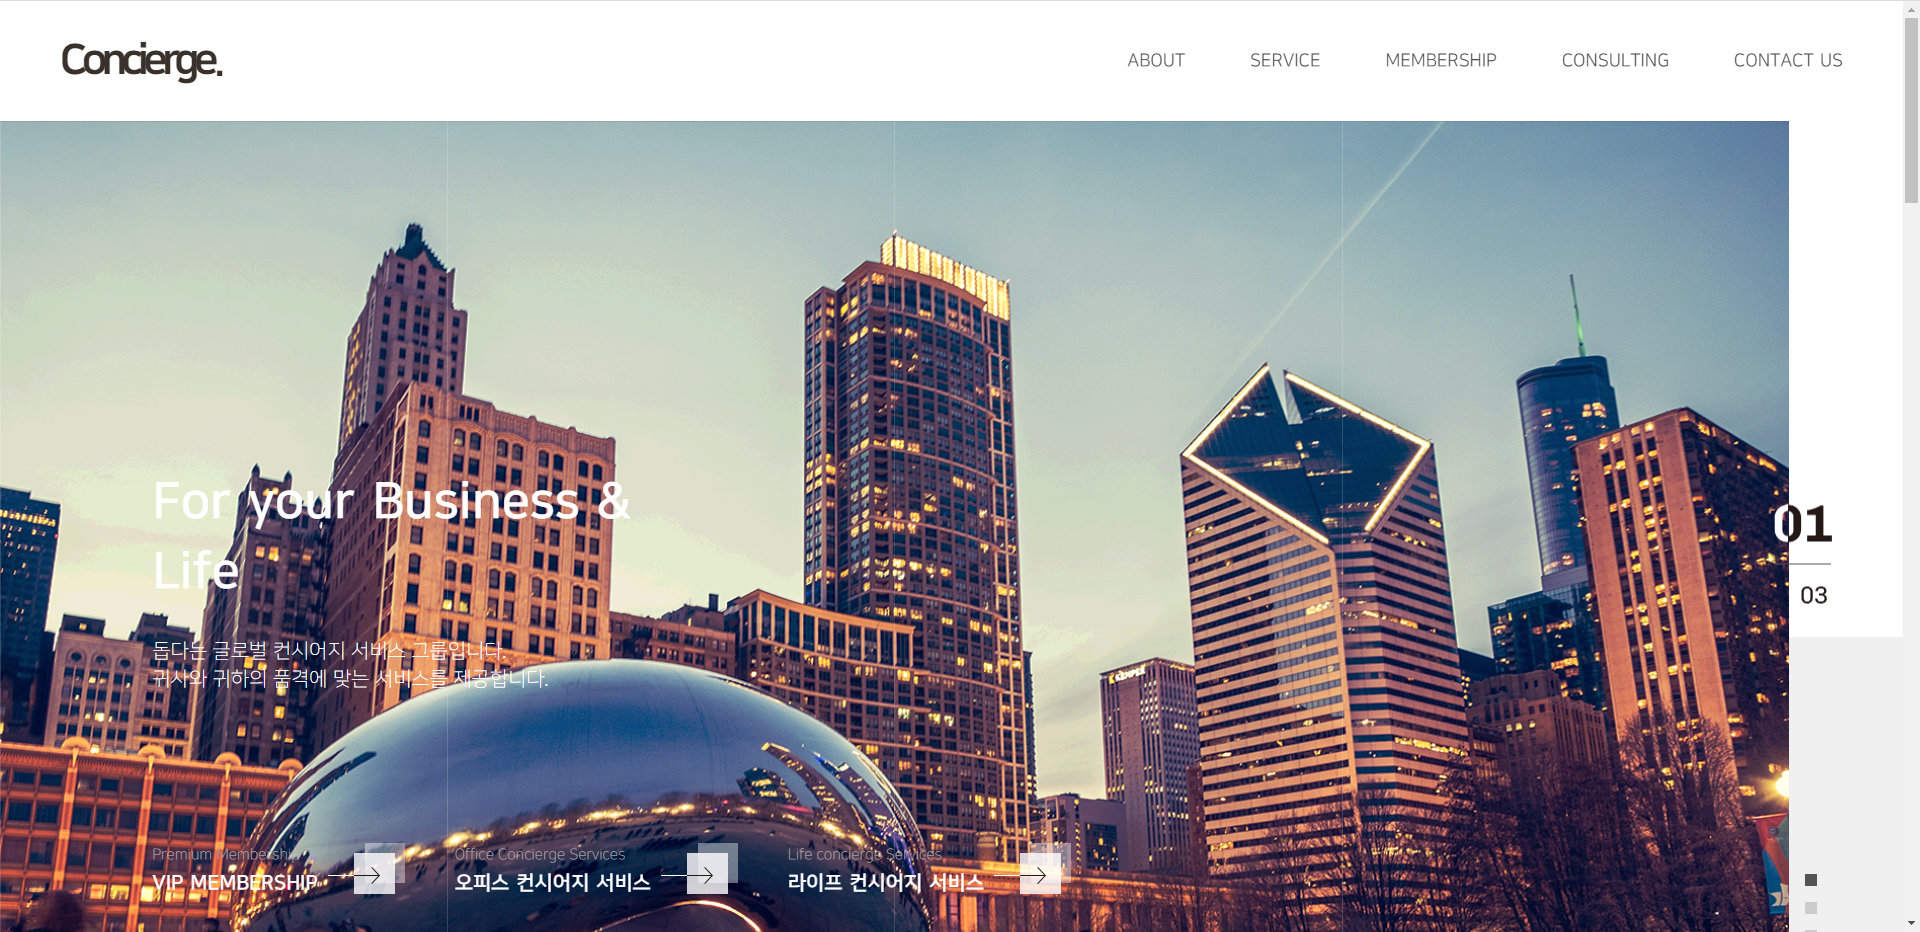 Concierge.
ABOUT
SERVICE
MEMBERSHIP
CONSULTING
CONTACT US
For your Business &
Life
01
03
돕다는 글로벌 컨시어지 서비스 그룹입니다.
귀사와 귀하의 품격에 맞는 서비스를 제공합니다.
KEMPER
Premium Membership
VIP MEMBERSHIP
Office Concierge Services
오피스 컨시어지 서비스
Life concierge Services
라이프 컨시어지 서비스